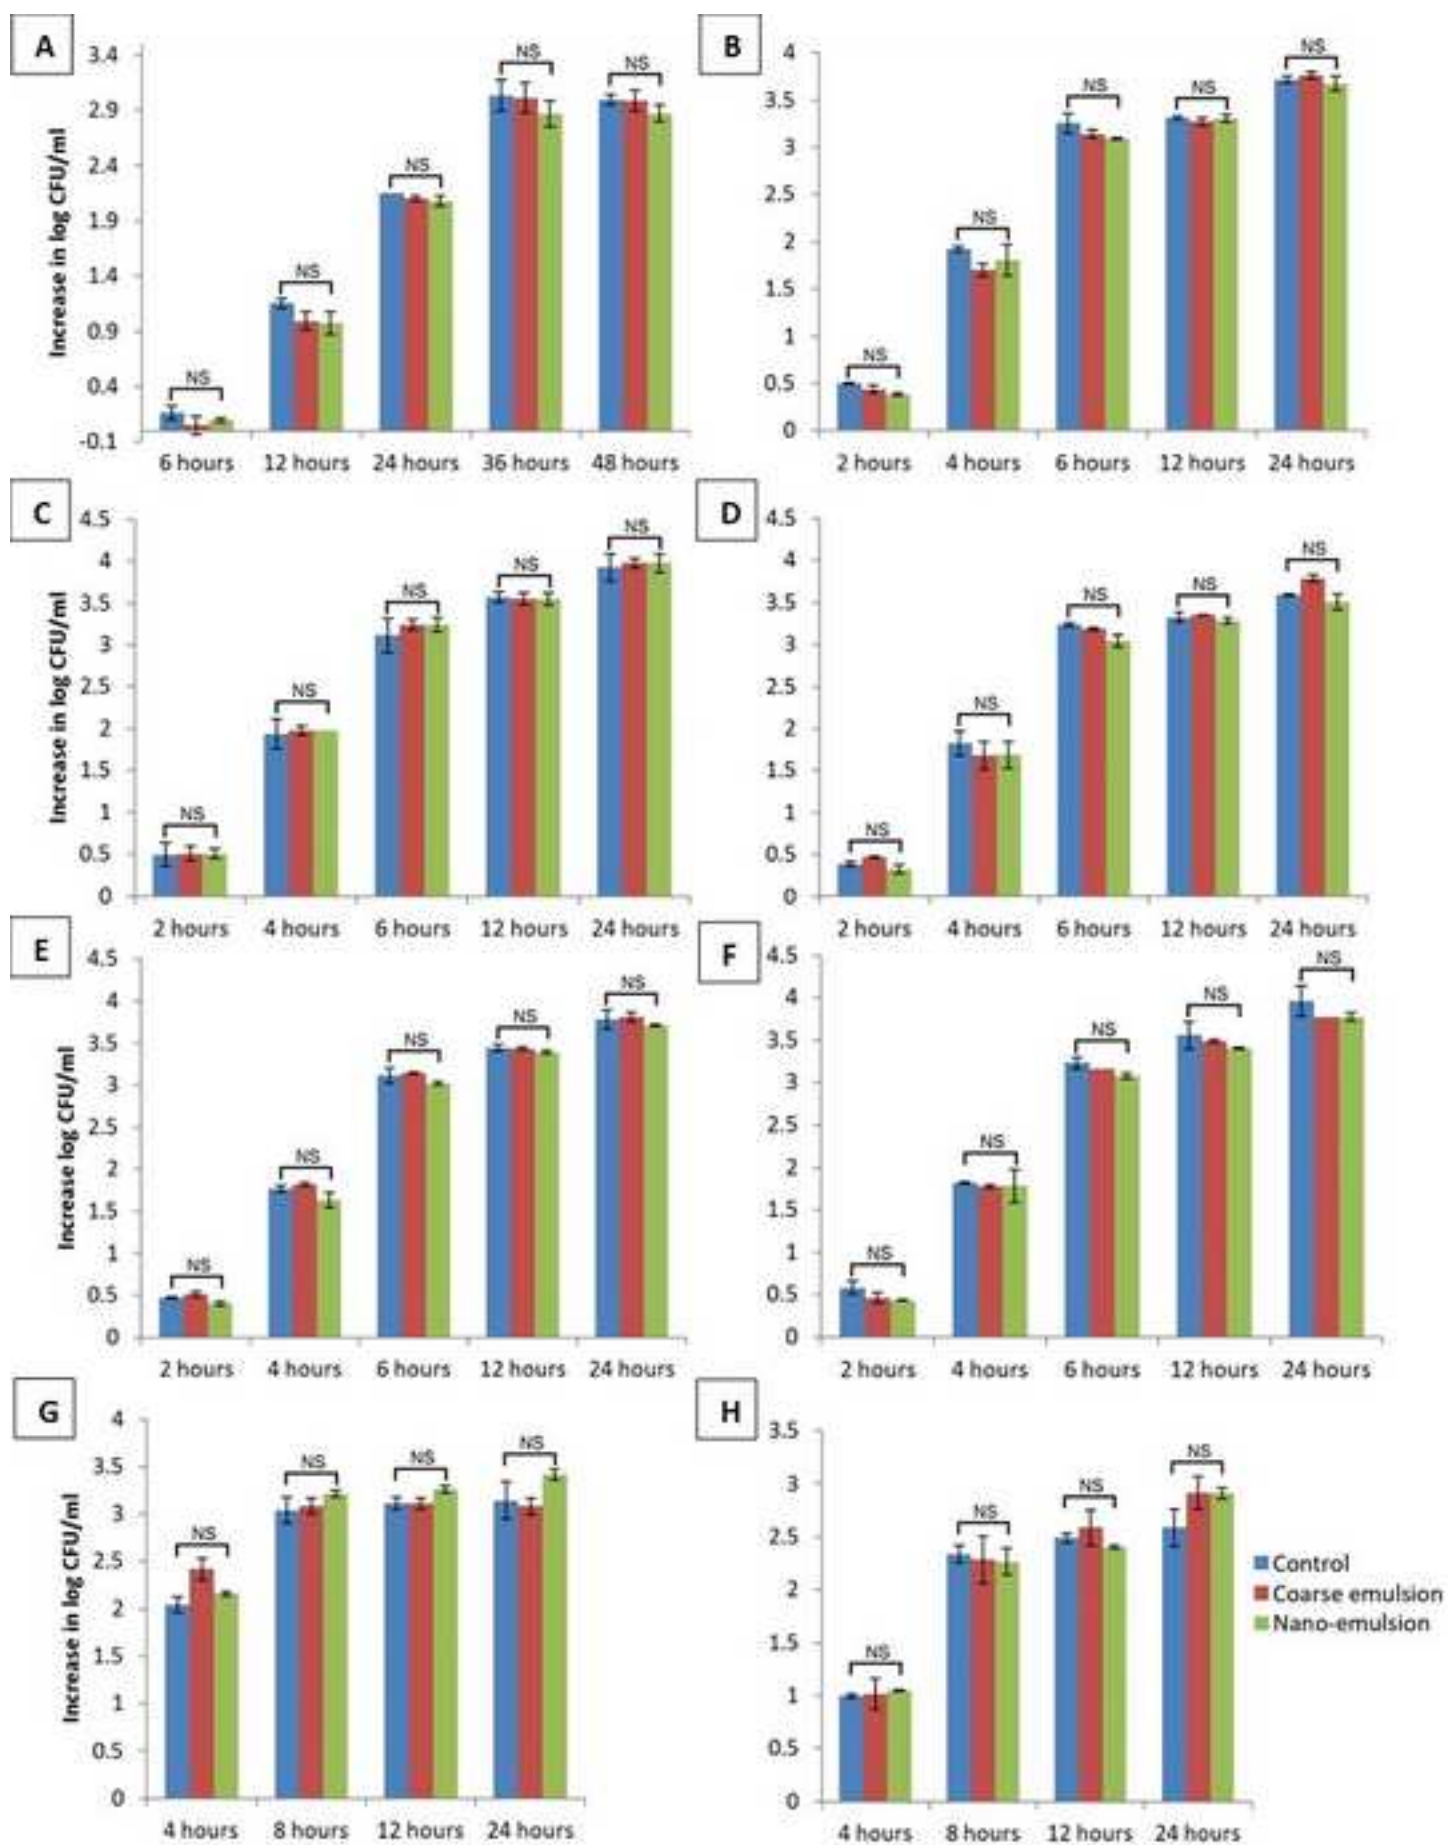 A
Increase in log CFU/ml
3.4
2.9
2.4
1.9
1.4
0.9
0.4
-0.1
NS
NS
NS
NS
NS
6 hours 12 hours 24 hours 36 hours 48 hours
B
4
3.5
3
2.5
2
1.5
1
0.5
0
NS
NS
NS
NS
NS
2 hours 4 hours 6 hours 12 hours 24 hours
C
Increase in log CFU/ml
4.5
4
3.5
3
2.5
2
1.5
1
0.5
0
NS
NS
NS
NS
NS
2 hours 4 hours 6 hours 12 hours 24 hours
D
4.5
4
3.5
3
2.5
2
1.5
1
0.5
0
NS
NS
NS
NS
NS
2 hours 4 hours 6 hours 12 hours 24 hours
E
Increase log CFU/ml
4.5
4
3.5
3
2.5
2
1.5
1
0.5
0
NS
NS
NS
NS
NS
2 hours 4 hours 6 hours 12 hours 24 hours
F
4.5
4
3.5
3
2.5
2
1.5
1
0.5
0
NS
NS
NS
NS
NS
2 hours 4 hours 6 hours 12 hours 24 hours
G
Increase in log CFU/ml
4
3.5
3
2.5
2
1.5
1
0.5
0
NS
NS
NS
NS
4 hours 8 hours 12 hours 24 hours
H
3.5
3
2.5
2
1.5
1
0.5
0
NS
NS
NS
NS
4 hours 8 hours 12 hours 24 hours
Control
Coarse emulsion
Nano-emulsion